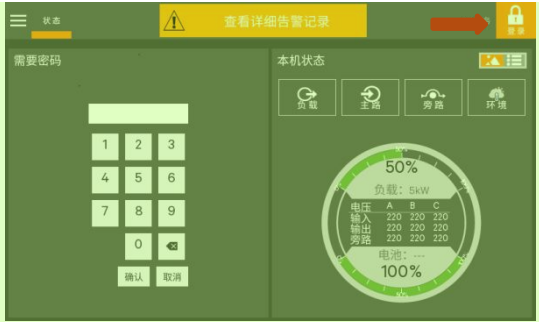 状态
查看详细告警记录
登录
需要密码
本机状态
负载 主路 旁路 环境
1 2 3
4 5 6
7 8 9
0
确认 取消
50%
负载: 5kW
电压 A B C
输入 220 220 220
输出 220 220 220
旁路 220 220 220
电池: ---
100%